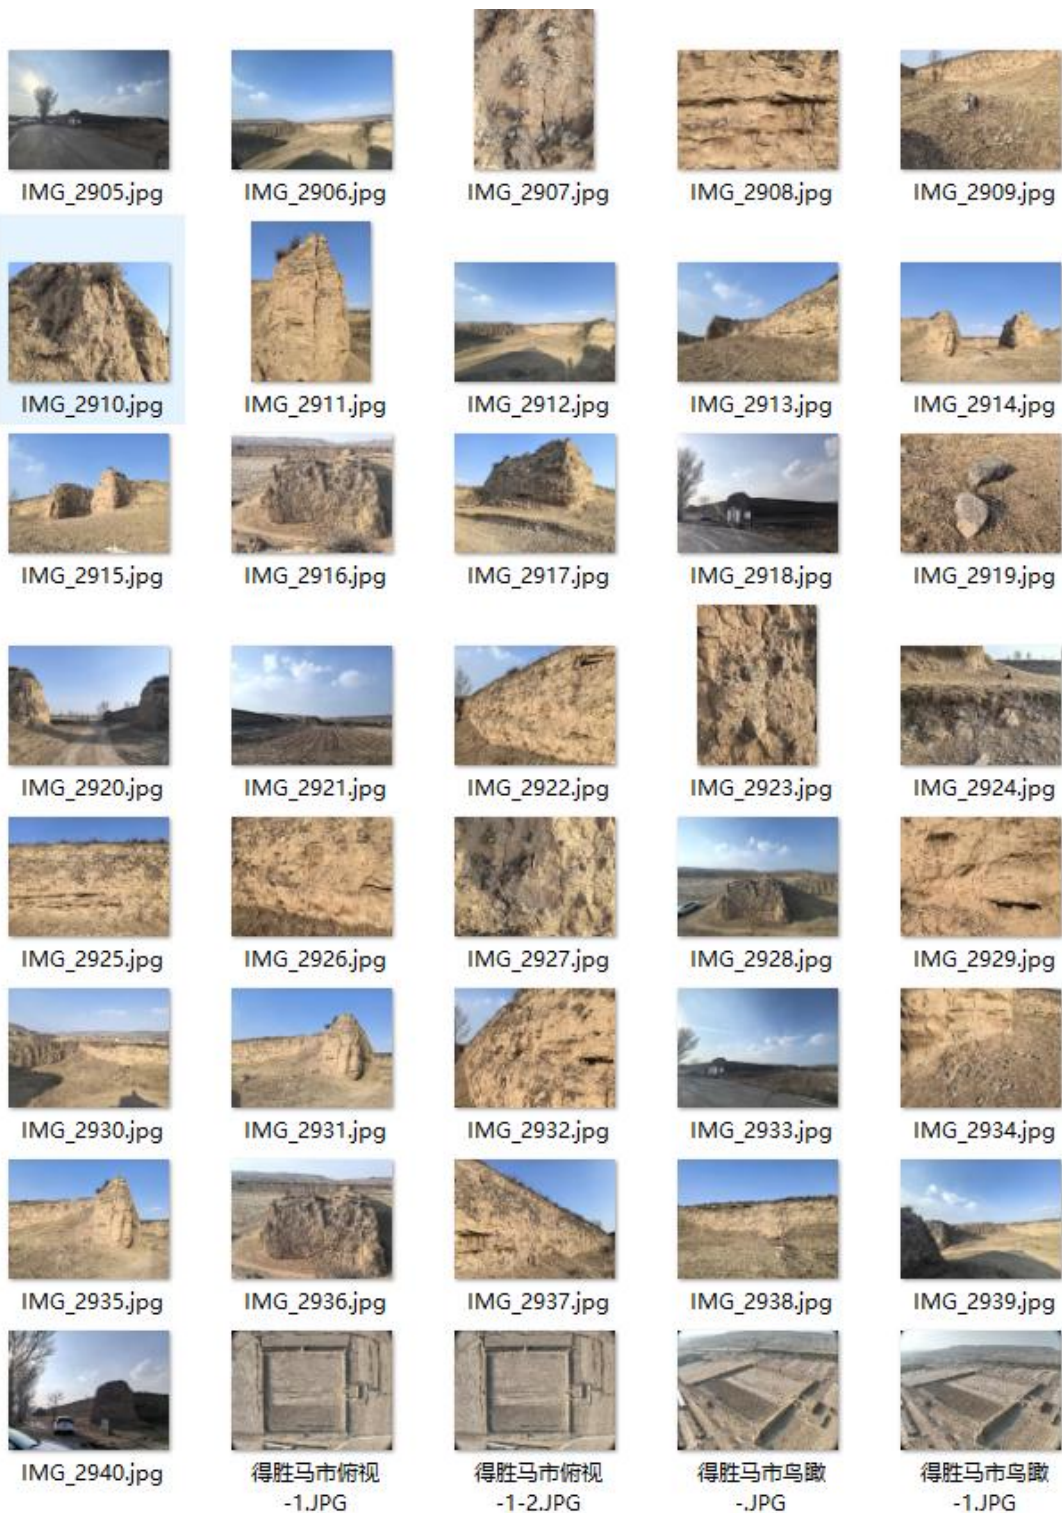 IMG_2905.jpg IMG_2906.jpg IMG_2907.jpg IMG_2908.jpg IMG_2909.jpg
IMG_2910.jpg IMG_2911.jpg IMG_2912.jpg IMG_2913.jpg IMG_2914.jpg
IMG_2915.jpg IMG_2916.jpg IMG_2917.jpg IMG_2918.jpg IMG_2919.jpg
IMG_2920.jpg IMG_2921.jpg IMG_2922.jpg IMG_2923.jpg IMG_2924.jpg
IMG_2925.jpg IMG_2926.jpg IMG_2927.jpg IMG_2928.jpg IMG_2929.jpg
IMG_2930.jpg IMG_2931.jpg IMG_2932.jpg IMG_2933.jpg IMG_2934.jpg
IMG_2935.jpg IMG_2936.jpg IMG_2937.jpg IMG_2938.jpg IMG_2939.jpg
IMG_2940.jpg 得胜马市俯视 得胜马市俯视 得胜马市鸟瞰 得胜马市鸟瞰
-1.JPG -1-2.JPG -.JPG -1.JPG